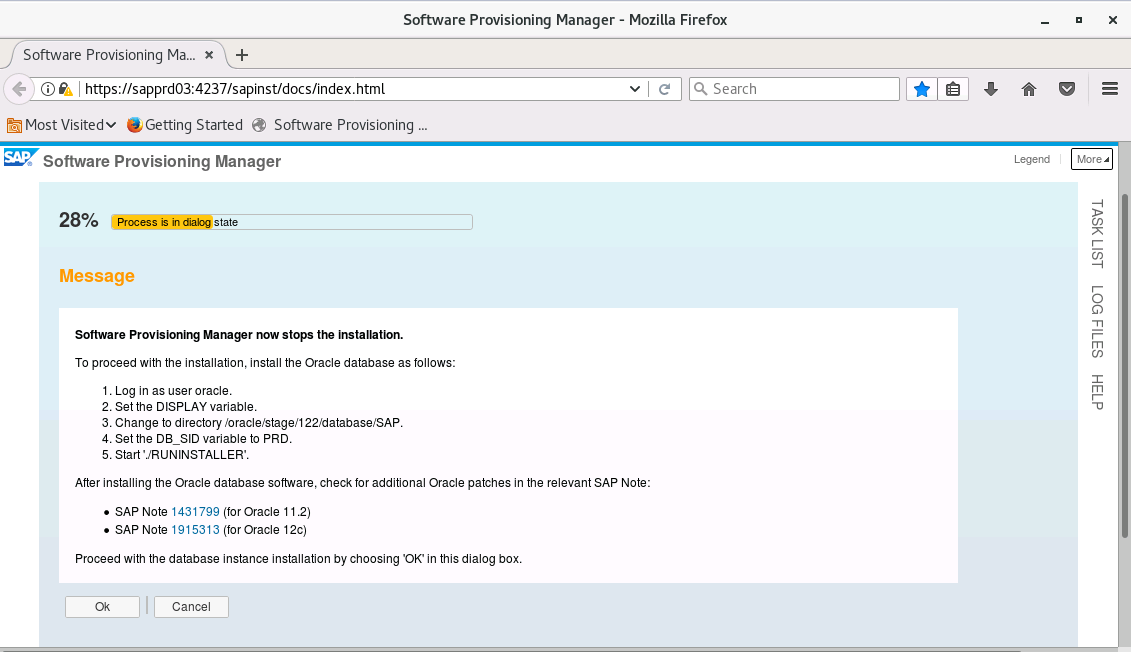 Software Provisioning Manager - Mozilla Firefox
Software Provisioning Ma...
https://sapprd03:4237/sapinst/docs/index.html
Search
Most Visited
Getting Started
Software Provisioning ...
SAP
Software Provisioning Manager
Legend
More
28%
Process is in dialog state
Message
Software Provisioning Manager now stops the installation.
To proceed with the installation, install the Oracle database as follows:
1. Log in as user oracle.
2. Set the DISPLAY variable.
3. Change to directory /oracle/stage/122/database/SAP.
4. Set the DB_SID variable to PRD.
5. Start './RUNINSTALLER'.
After installing the Oracle database software, check for additional Oracle patches in the relevant SAP Note:
• SAP Note 1431799 (for Oracle 11.2)
• SAP Note 1915313 (for Oracle 12c)
Proceed with the database instance installation by choosing 'OK' in this dialog box.
Ok
Cancel
TASK LIST
LOG FILES
HELP